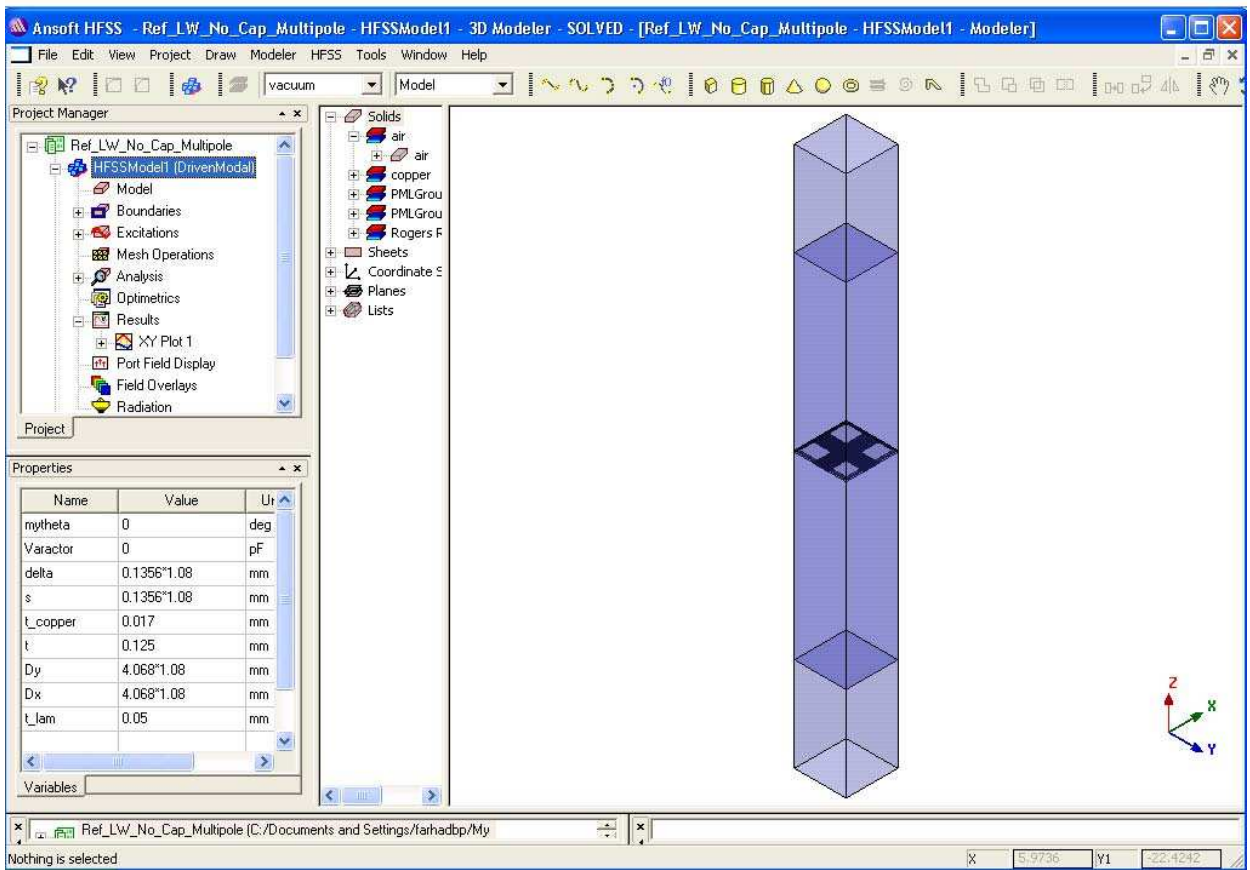 Ansoft HFSS - Ref_LW_No_Cap_Multipole - HFSSModel1 - 3D Modeler - SOLVED - [Ref_LW_No_Cap_Multipole - HFSSModel1 - Modeler]
File Edit View Project Draw Modeler HFSS Tools Window Help
vacuum Model
Project Manager
Ref_LW_No_Cap_Multipole
HFSSModel1 (DrivenModal)
Model
Boundaries
Excitations
Mesh Operations
Analysis
Optimetrics
Results
XY Plot 1
Port Field Display
Field Overlays
Radiation
Project
Properties
Name Value Ur
mytheta 0 deg
Varactor 0 pF
delta 0.1356*1.08 mm
s 0.1356*1.08 mm
t_copper 0.017 mm
t 0.125 mm
Dy 4.068*1.08 mm
Dx 4.068*1.08 mm
t_lam 0.05 mm
Variables
Solids
air
air
copper
PMLGrou
PMLGrou
Rogers R
Sheets
Coordinate S
Planes
Lists
Z
X
Y
Ref_LW_No_Cap_Multipole (C:/Documents and Settings/farhadbp/My
Nothing is selected
X 5.9736 Y1 -22.4242